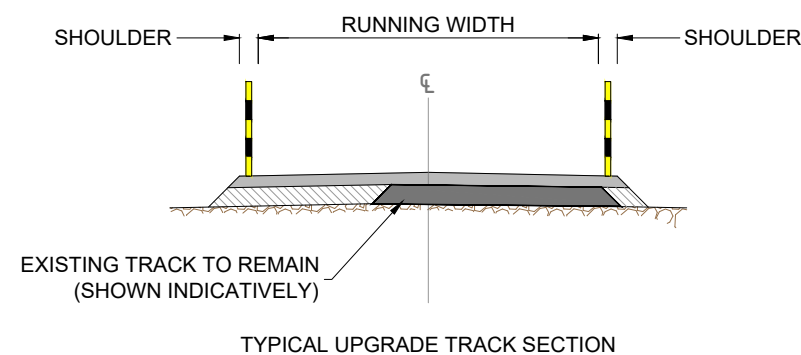 RUNNING WIDTH
SHOULDER
SHOULDER
℄
EXISTING TRACK TO REMAIN
(SHOWN INDICATIVELY)
TYPICAL UPGRADE TRACK SECTION